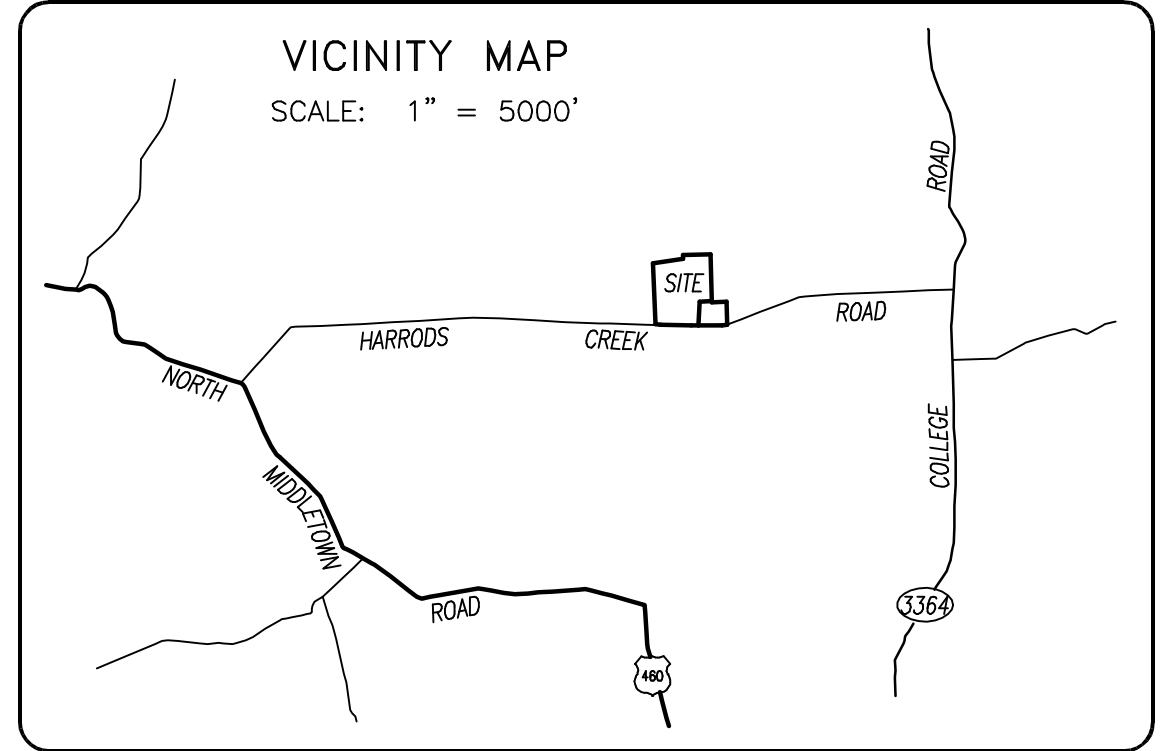 VICINITY MAP
SCALE: 1" = 5000'
ROAD
SITE
HARRODS
CREEK
ROAD
NORTH
COLLEGE
MIDDLETOWN
ROAD
3364
460